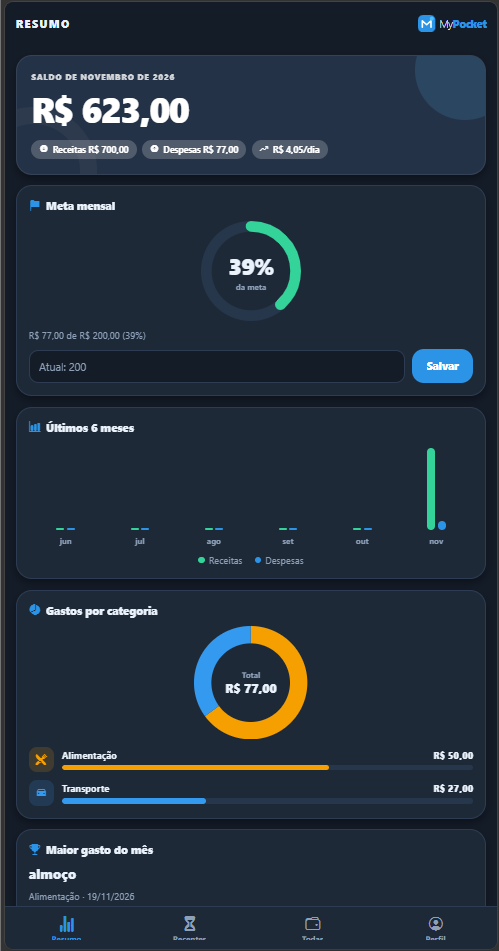 RESUMO
MyPocket
SALDO DE NOVEMBRO DE 2026
R$ 623,00
Receitas R$ 700,00
Despesas R$ 77,00
R$ 4,05/dia
Meta mensal
39%
da meta
R$ 77,00 de R$ 200,00 (39%)
Atual: 200
Salvar
Últimos 6 meses
jun jul ago set out nov
Receitas Despesas
Gastos por categoria
Total
R$ 77,00
Alimentação R$ 50,00
Transporte R$ 27,00
Maior gasto do mês
almoço
Alimentação · 19/11/2026
Resumo Recentes Todas Perfil